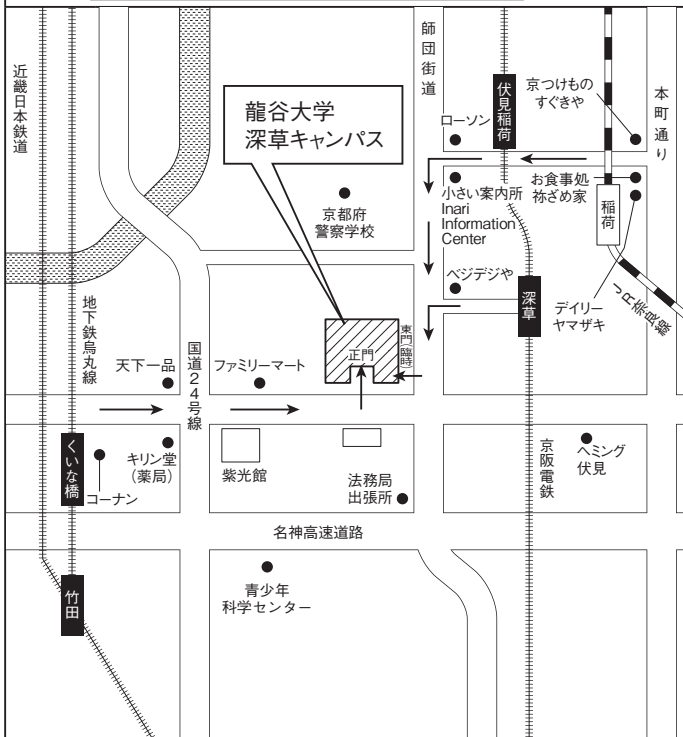 師団街道
近畿日本鉄道
伏見稲荷
京つけもの
すぐきや
本町通り
龍谷大学
深草キャンパス
ローソン
お食事処
祢ざめ家
小さい案内所
Inari
Information
Center
稲荷
京都府
警察学校
ベジデジや
深草
デイリー
ヤマザキ
JR奈良線
地下鉄烏丸線
国道24号線
天下一品
ファミリーマート
正門
東門(臨時)
くいな橋
コーナン
キリン堂
(薬局)
紫光館
法務局
出張所
京阪電鉄
ヘミング
伏見
名神高速道路
竹田
青少年
科学センター